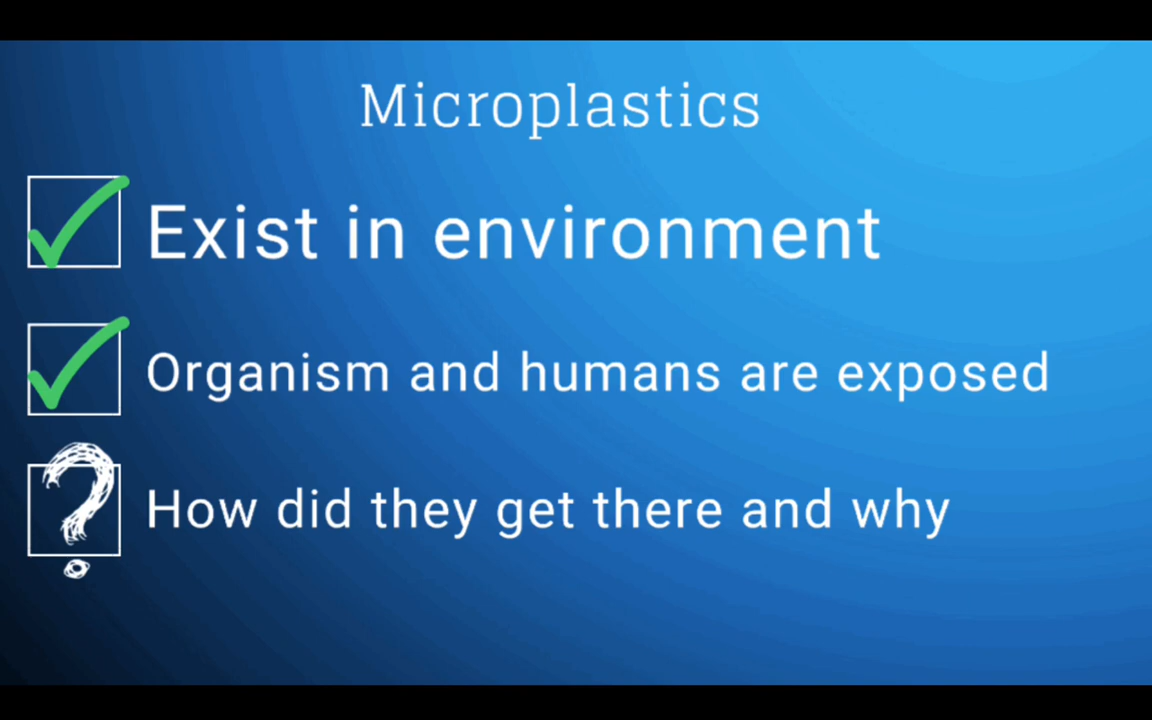 Microplastics
Exist in environment
Organism and humans are exposed
?
How did they get there and why